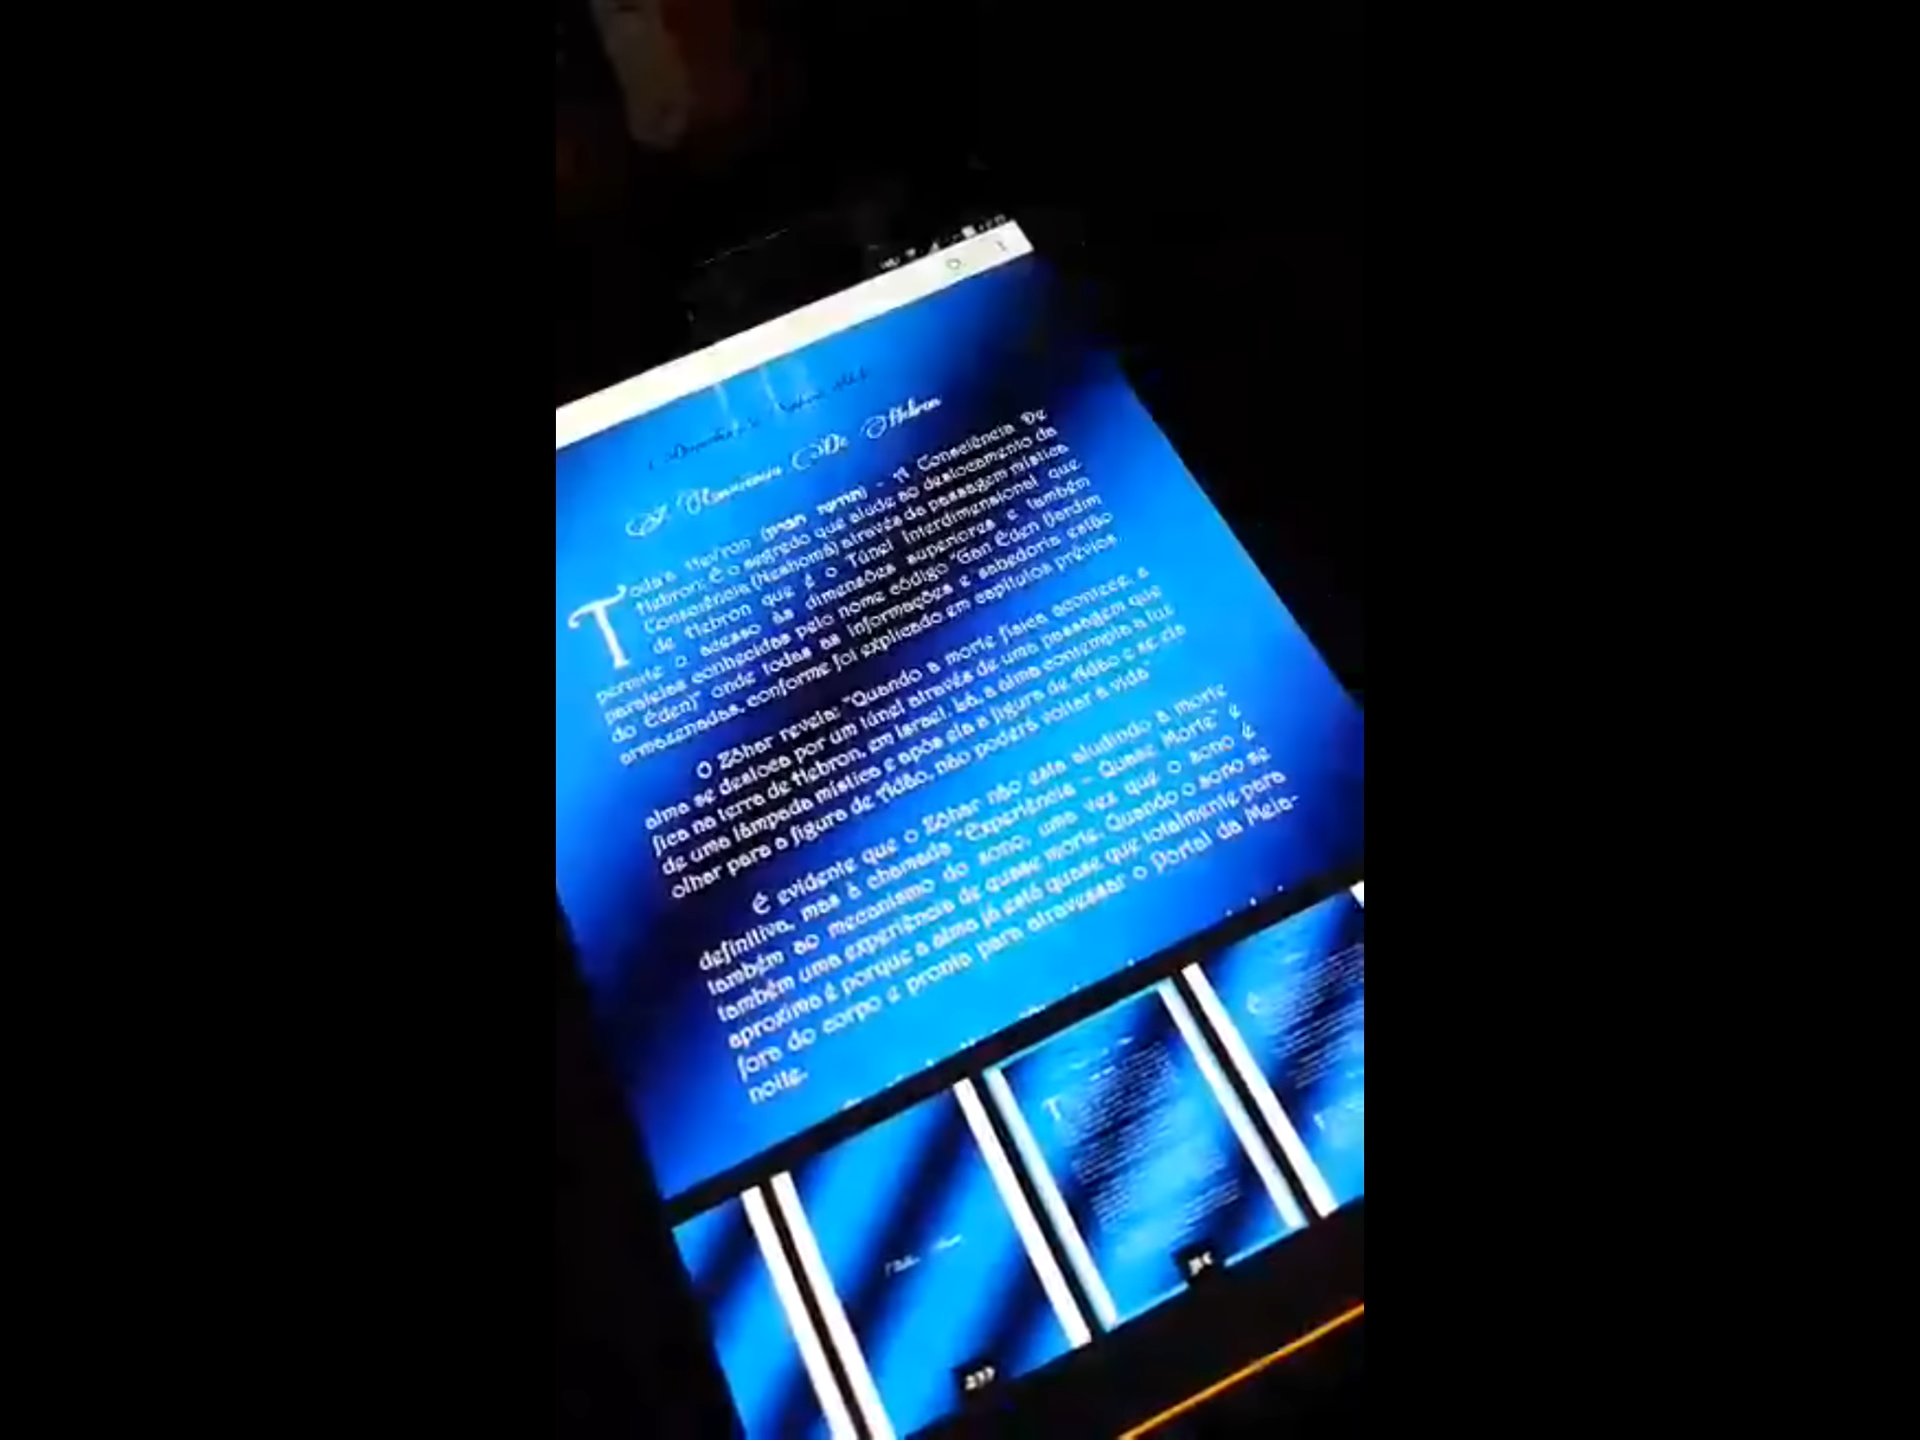 A Consciência De Hebron
Toda'a Hevron - A Consciência De
Hebron: É o segredo que alude ao deslocamento da
Consciência (Neshomá) através da passagem mística
de Hebron que é o Túnel Interdimensional que
permite o acesso às dimensões superiores e também
paralelas conhecidas pelo nome código "Gan Éden (Jardim
do Éden)" onde todas as informações e sabedoria estão
armazenadas, conforme foi explicado em capítulos prévios.
O Zôhar revela: "Quando a morte física acontece, a
alma se desloca por um túnel através de uma passagem que
fica na terra de Hebron, em Israel. Lá, a alma contempla a luz
de uma lâmpada mística e após ela a figura de Adão e se ela
olhar para a figura de Adão, não poderá voltar a vida"
É evidente que o Zôhar não esta aludindo a morte
definitiva, mas à chamada "Experiência - Quase Morte" é
também ao mecanismo do sono, uma vez que o sono é
também uma experiência de quase morte. Quando o sono se
aproxima é porque a alma já está quase que totalmente para
fora do corpo e pronta para atravessar o Portal da Meia-
noite.